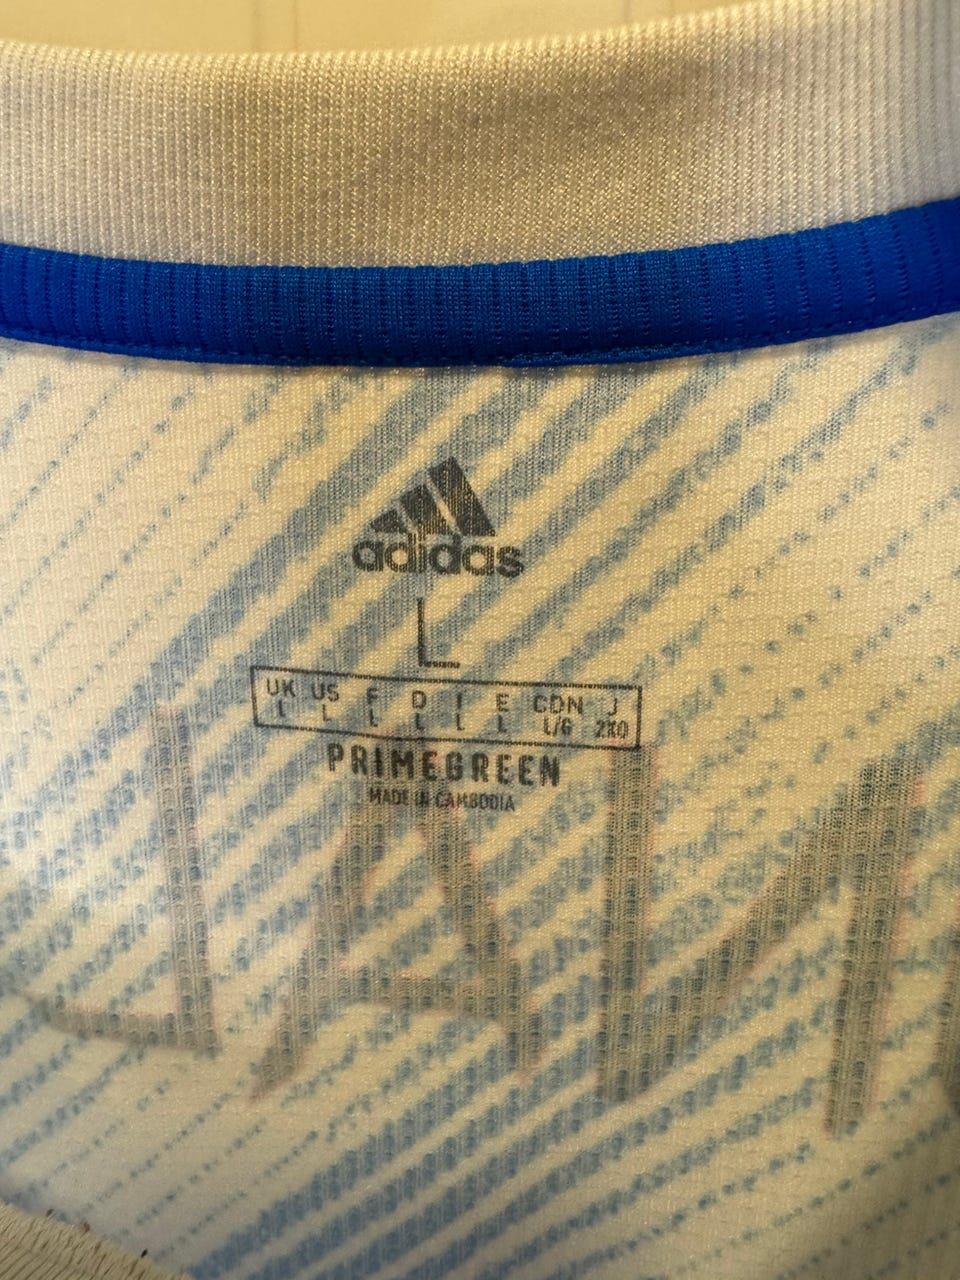 adidas
L
UK US F D I E CDN J
L L L L L L L/G 2XO
PRIMEGREEN
MADE IN CAMBODIA